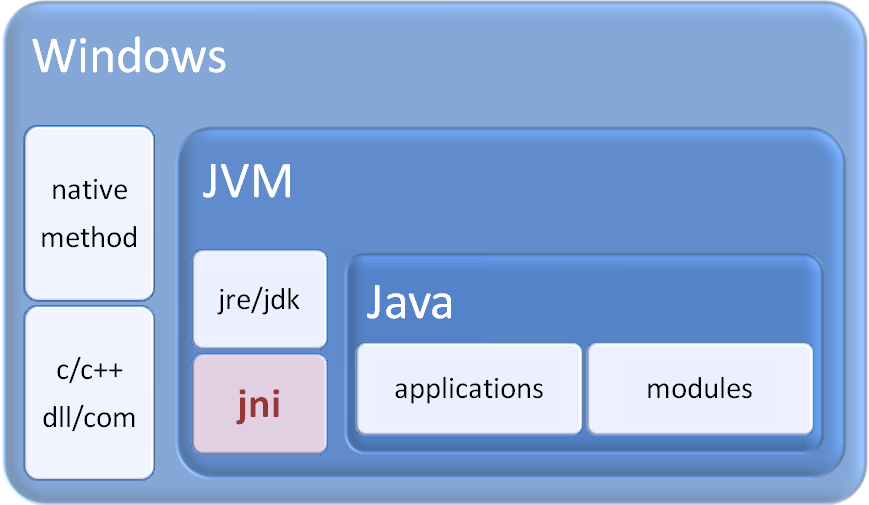 Windows
native
method
c/c++
dll/com
JVM
jre/jdk
jni
Java
applications
modules